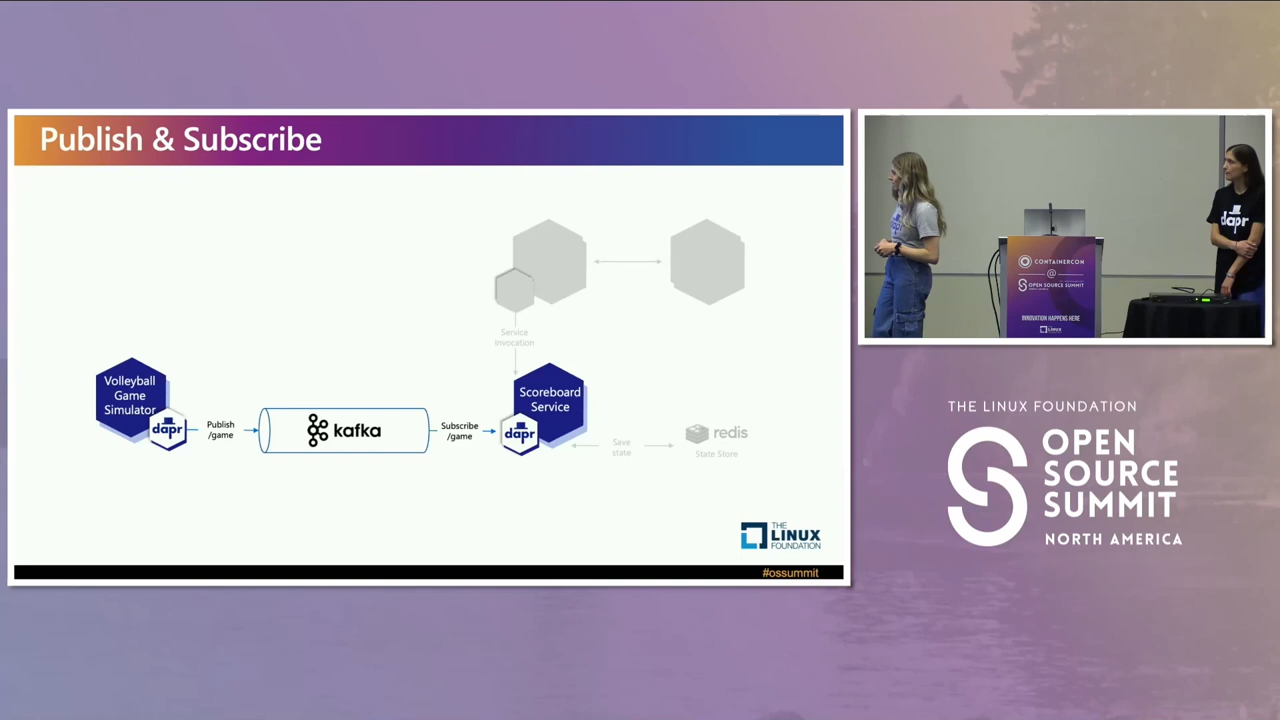 Publish & Subscribe
Service
Invocation
Volleyball
Game
Simulator
dapr
Publish
/game
kafka
Subscribe
/game
Scoreboard
Service
dapr
Save
state
redis
State Store
THE
LINUX
FOUNDATION
#ossummit
dapr
dapr
CONTAINERCON
@
OPEN SOURCE SUMMIT
INNOVATION HAPPENS HERE
LINUX
THE LINUX FOUNDATION
OPEN
SOURCE
SUMMIT
NORTH AMERICA